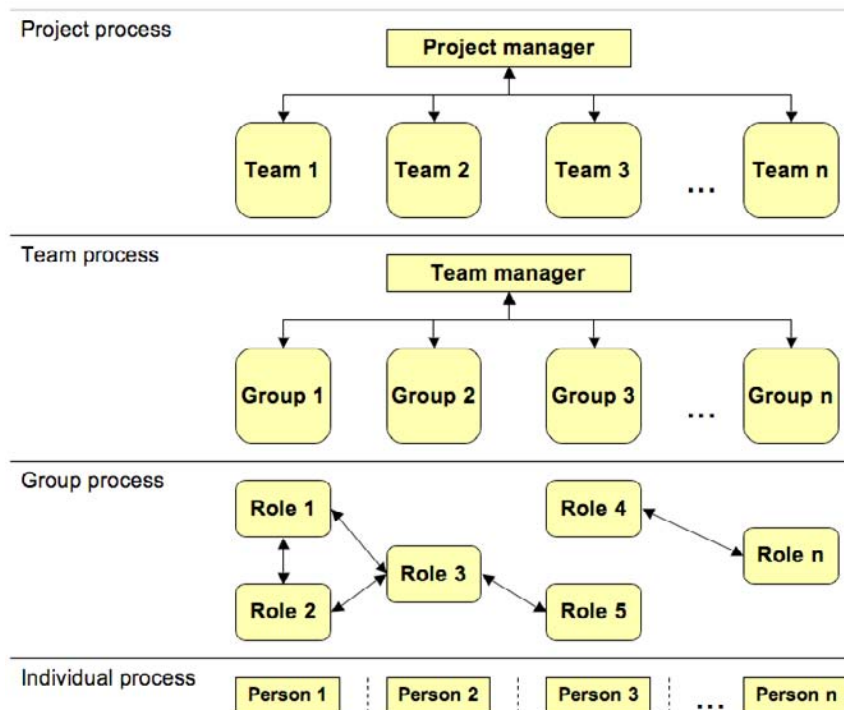 Project process
Project manager
Team 1 Team 2 Team 3 ... Team n
Team process
Team manager
Group 1 Group 2 Group 3 ... Group n
Group process
Role 1 Role 4
Role 3 Role n
Role 2 Role 5
Individual process
Person 1 Person 2 Person 3 ... Person n